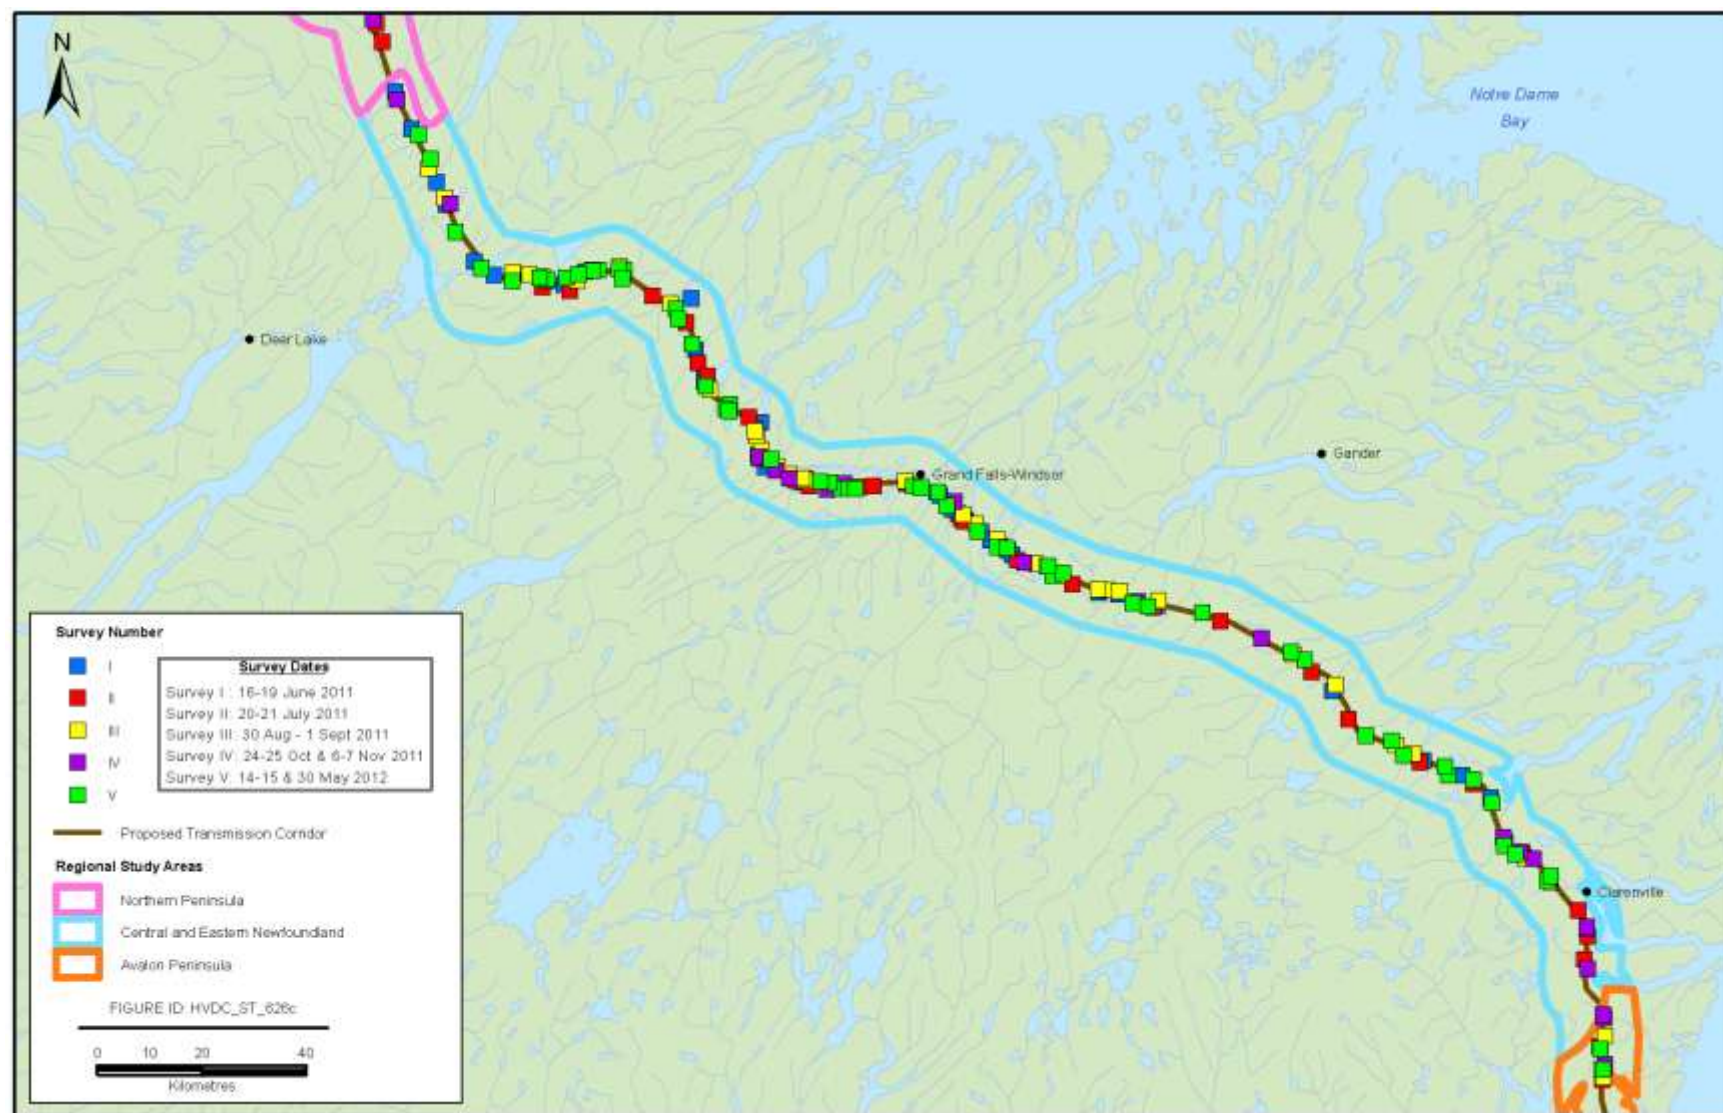 N
Notre Dame
Bay
Deer Lake
Gander
Grand Falls-Windsor
Clarenville
Survey Number
I
II
III
IV
V
Survey Dates
Survey I : 16-19 June 2011
Survey II: 20-21 July 2011
Survey III: 30 Aug - 1 Sept 2011
Survey IV: 24-25 Oct & 6-7 Nov 2011
Survey V: 14-15 & 30 May 2012
Proposed Transmission Corridor
Regional Study Areas
Northern Peninsula
Central and Eastern Newfoundland
Avalon Peninsula
FIGURE ID: HVDC_ST_626c
0 10 20 40
Kilometres